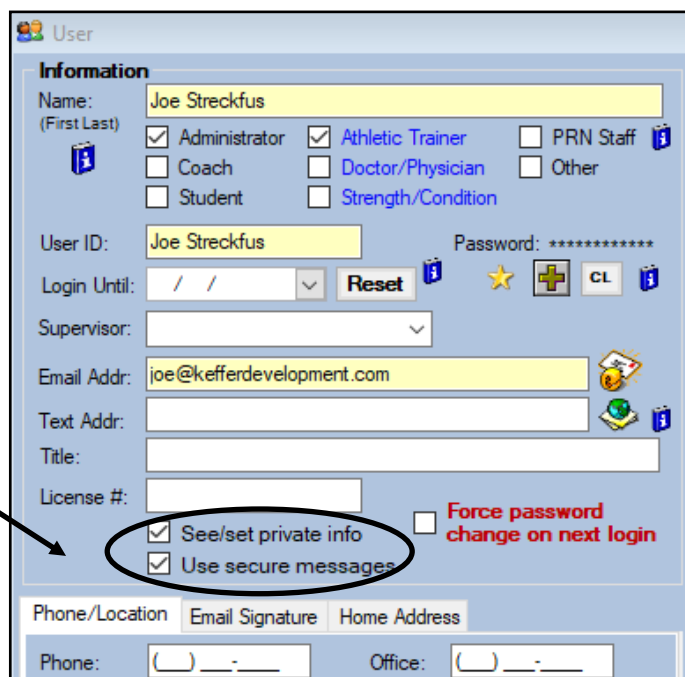 User
Information
Name: Joe Streckfus
(First Last)
Administrator Athletic Trainer PRN Staff
Coach Doctor/Physician Other
Student Strength/Condition
User ID: Joe Streckfus Password: ************
Login Until: / / Reset CL
Supervisor:
Email Addr: joe@kefferdevelopment.com
Text Addr:
Title:
License #:
See/set private info Force password
Use secure messages change on next login
Phone/Location Email Signature Home Address
Phone: (___) ___-____ Office: (___) ___-____